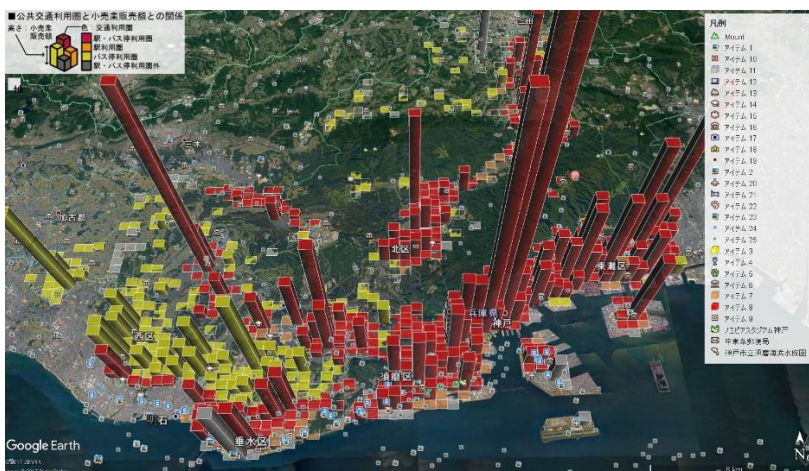 ■公共交通利用圏と小売業販売額との関係
高さ:小売業
販売額
色:交通利用圏
駅・バス停利用圏
駅利用圏
バス停利用圏
駅・バス停利用圏外
三田
三木
加古郡
北区
西区
東灘区
兵庫県
神戸
須磨区
明石
垂水区
Google Earth
N
8 km
凡例
Mount
アイテム 1
アイテム 10
アイテム 11
アイテム 12
アイテム 13
アイテム 14
アイテム 15
アイテム 16
アイテム 17
アイテム 18
アイテム 19
アイテム 2
アイテム 20
アイテム 21
アイテム 22
アイテム 23
アイテム 24
アイテム 25
アイテム 3
アイテム 4
アイテム 5
アイテム 6
アイテム 7
アイテム 8
アイテム 9
ノエビアスタジアム神戸
中東条郵便局
神戸市立須磨海浜水族園